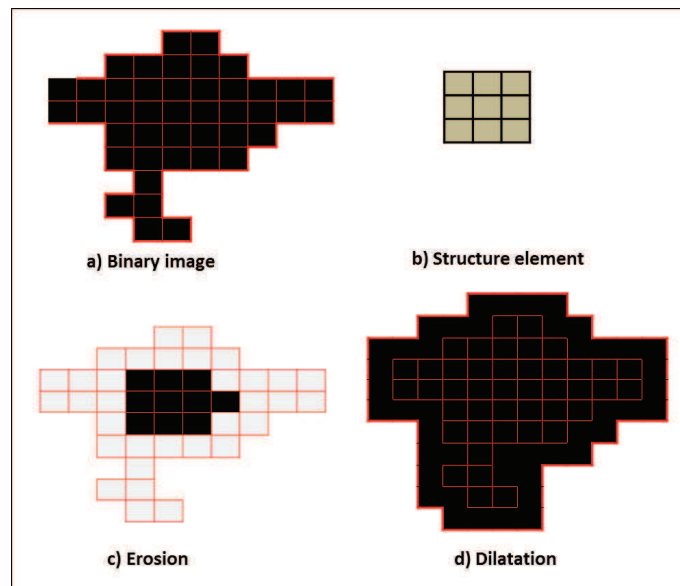 a) Binary image
b) Structure element
c) Erosion
d) Dilatation